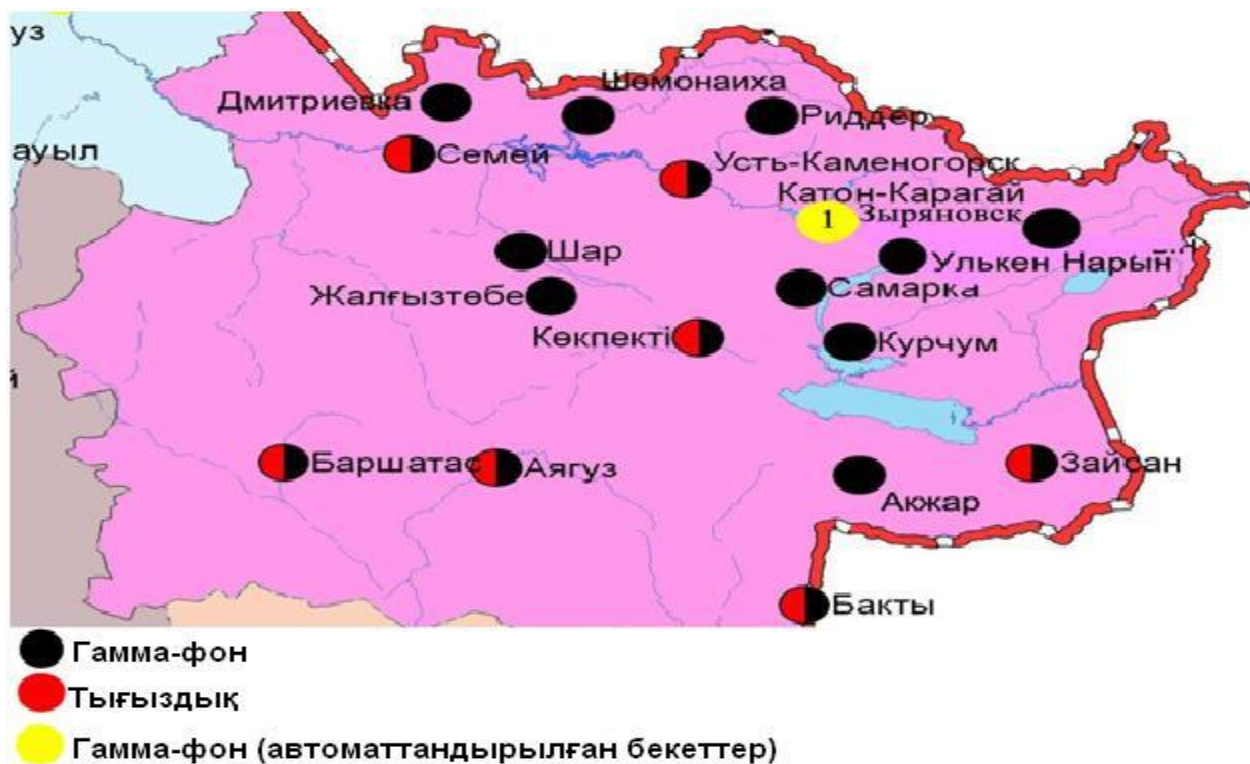 уз
Шемонаиха
Дмитриевка
Риддер
ауыл
Семей
Усть-Каменогорск
Катон-Карагай
1 Зыряновск
Шар
Улькен Нарын
Жалғызтөбе
Самарка
Көкпекті
Курчум
й
Баршатас
Аягуз
Зайсан
Акжар
Бакты
Гамма-фон
Тығыздық
Гамма-фон (автоматтандырылған бекеттер)